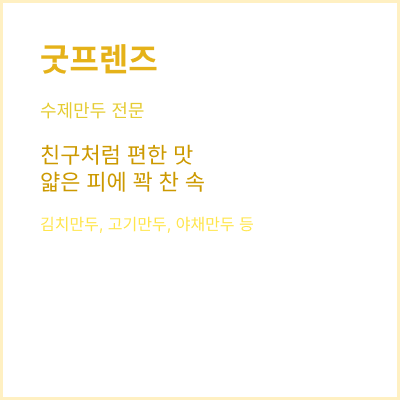 굿프렌즈
수제만두 전문
친구처럼 편한 맛
얇은 피에 꽉 찬 속
김치만두, 고기만두, 야채만두 등